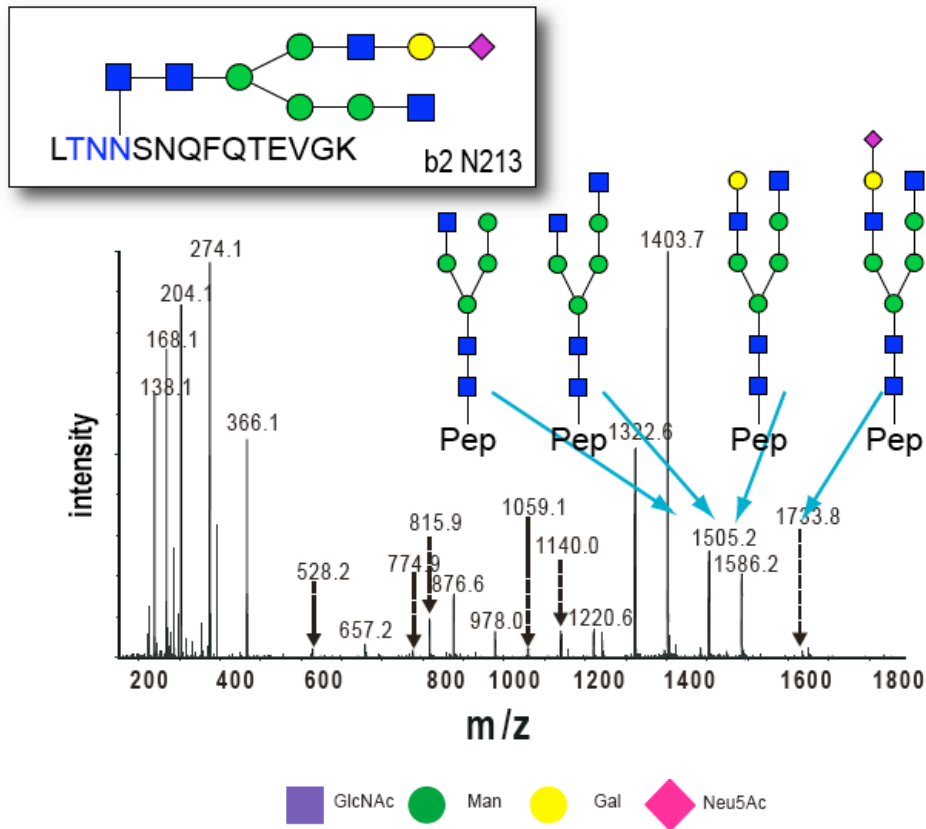 LTNNSNQFQTEVGK
b2 N213
274.1
204.1
168.1
138.1
366.1
1403.7
1322.6
Pep
Pep
Pep
Pep
1059.1
815.9
1140.0
528.2
774.9
876.6
657.2
978.0
1220.6
1733.8
1505.2
1586.2
intensity
200 400 600 800 1000 1200 1400 1600 1800
m/z
GlcNAc Man Gal Neu5Ac